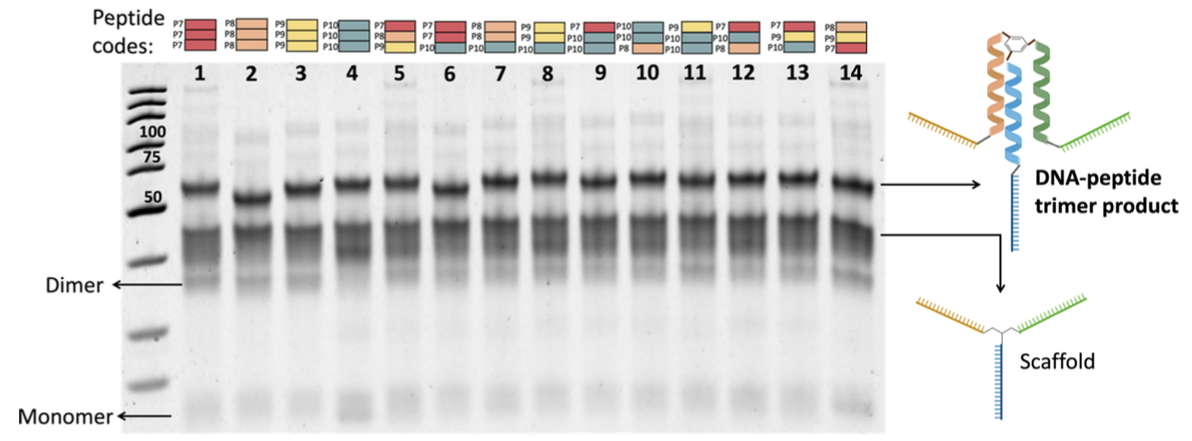 Peptide
codes:
P7 P8 P9 P10 P7 P7 P8 P9 P7 P10 P9 P7 P7 P8
P7 P8 P9 P10 P8 P7 P8 P9 P10 P10 P10 P10 P9 P9
P7 P8 P9 P10 P9 P10 P10 P10 P10 P8 P10 P8 P10 P7
1 2 3 4 5 6 7 8 9 10 11 12 13 14
100
75
50
DNA-peptide
trimer product
Dimer
Scaffold
Monomer